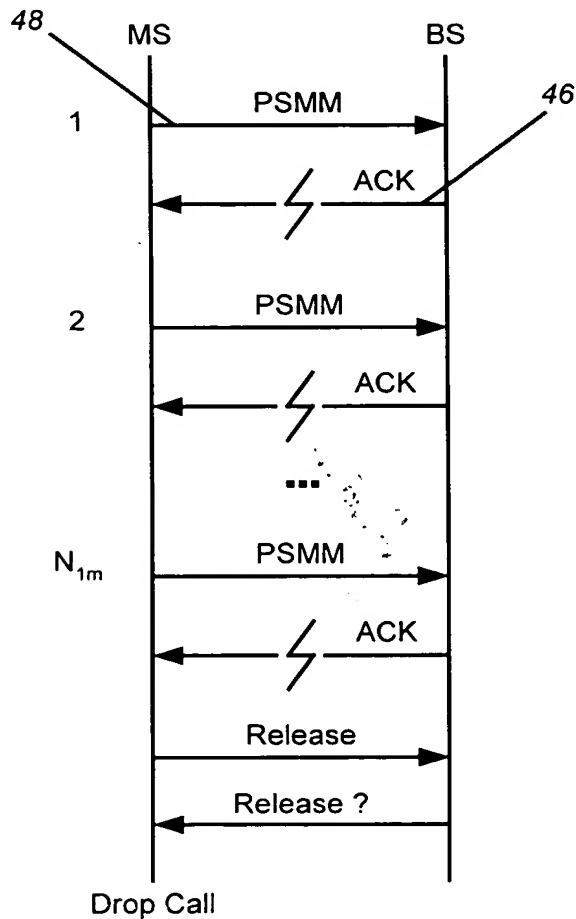 48
MS BS
46
PSMM
1
ACK
PSMM
2
ACK
...
PSMM
N1m
ACK
Release
Release ?
Drop Call